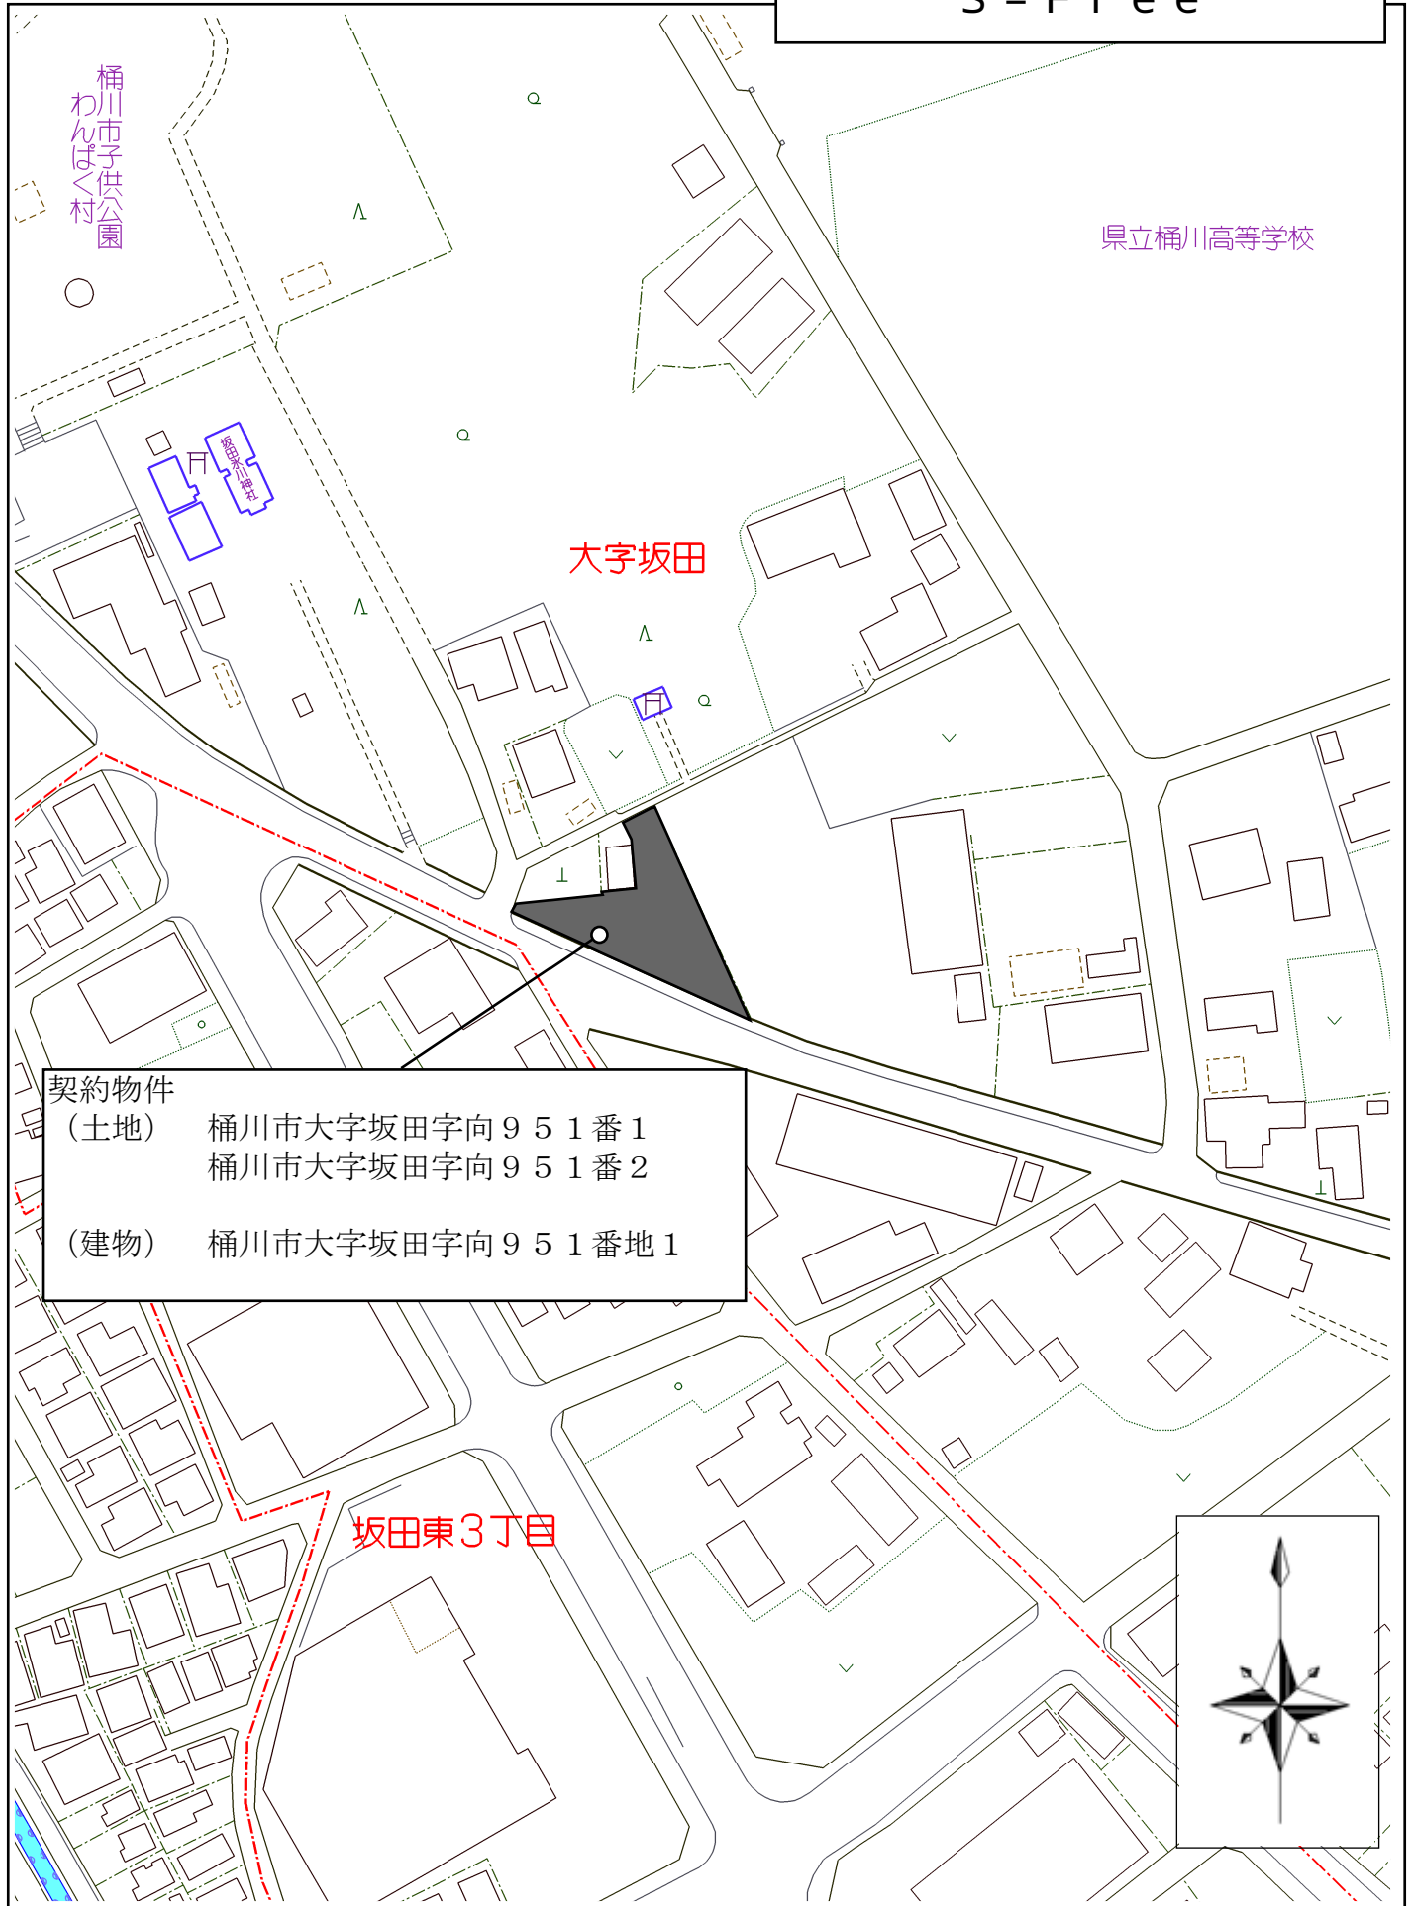 S＝Ｆｒｅｅ
桶川市子供公園
わんぱく村
県立桶川高等学校
坂田氷川神社
大字坂田
契約物件
（土地）　桶川市大字坂田字向９５１番１
桶川市大字坂田字向９５１番２
（建物）　桶川市大字坂田字向９５１番地１
坂田東３丁目